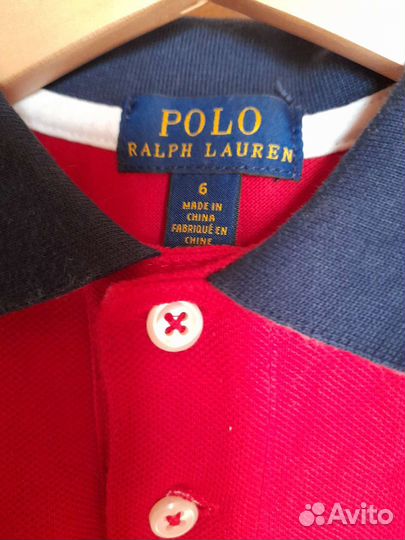 POLO
RALPH LAUREN
6
MADE IN
CHINA
FABRIQUÉ EN
CHINE
Avito